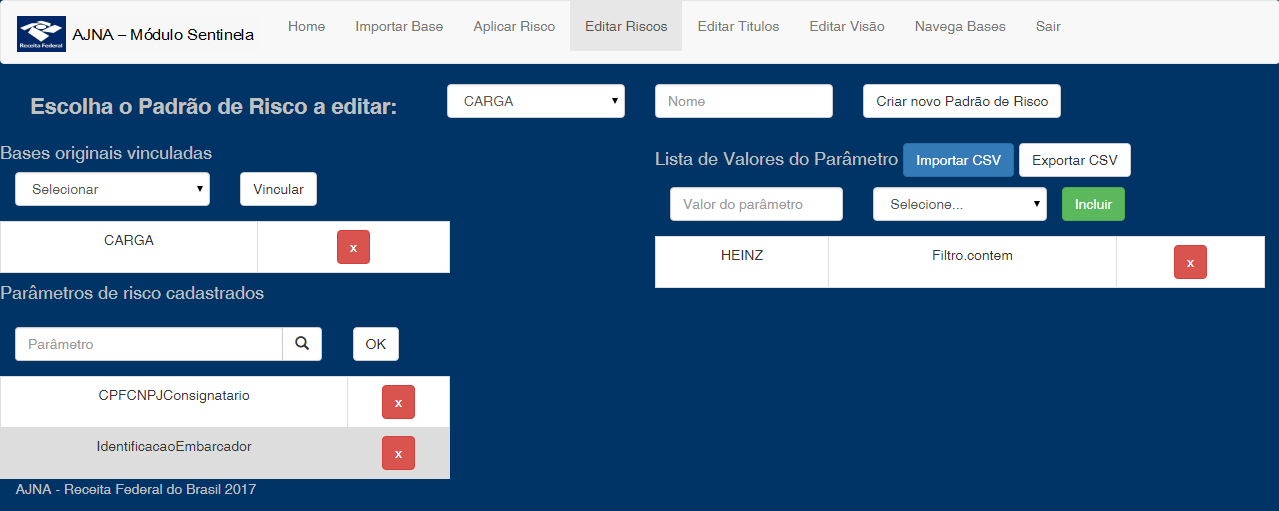 Receita Federal
AJNA – Módulo Sentinela
Home Importar Base Aplicar Risco Editar Riscos Editar Titulos Editar Visão Navega Bases Sair
Escolha o Padrão de Risco a editar: CARGA Nome Criar novo Padrão de Risco
Bases originais vinculadas
Selecionar Vincular
CARGA x
Parâmetros de risco cadastrados
Parâmetro OK
CPFCNPJConsignatario x
IdentificacaoEmbarcador x
Lista de Valores do Parâmetro Importar CSV Exportar CSV
Valor do parâmetro Selecione... Incluir
HEINZ Filtro.contem x
AJNA - Receita Federal do Brasil 2017